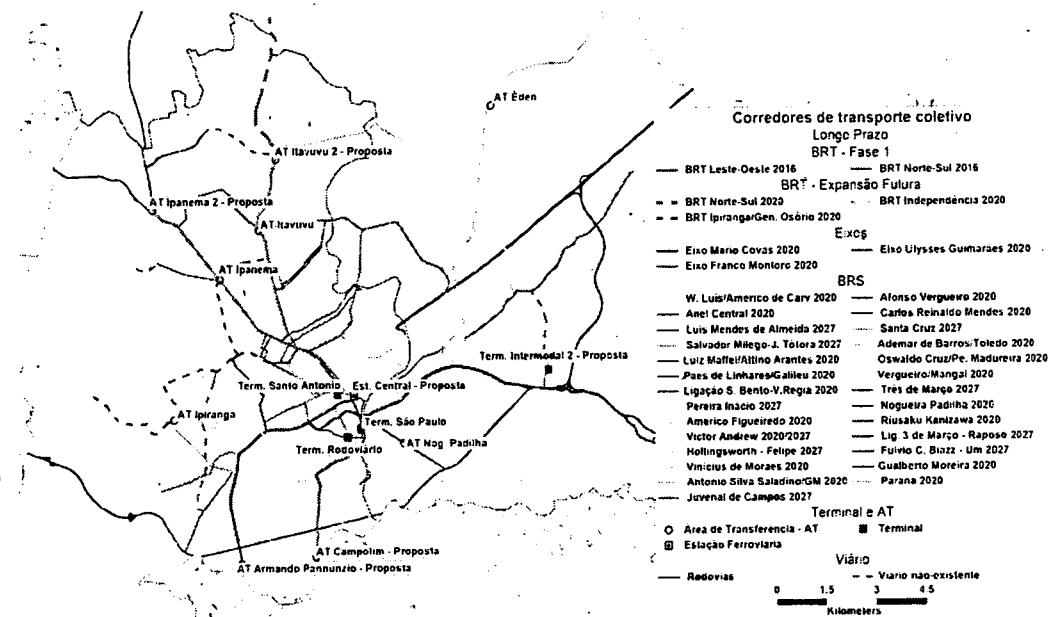 AT Éden
AT Itavuvu 2 - Proposta
AT Ipanema 2 - Proposta
AT Itavuvu
AT Ipanema
Term. Intermodal 2 - Proposta
Term. Santo Antonio
Est. Central - Proposta
AT Ipiranga
Term. São Paulo
AT Nog. Padilha
Term. Rodoviário
AT Campolim - Proposta
AT Armando Pannunzio - Proposta
Corredores de transporte coletivo
Longo Prazo
BRT - Fase 1
BRT Leste-Oeste 2016
BRT Norte-Sul 2016
BRT - Expansão Futura
BRT Norte-Sul 2020
BRT Independência 2020
BRT Ipiranga/Gen. Osório 2020
Eixos
Eixo Mario Covas 2020
Eixo Ulysses Guimaraes 2020
Eixo Franco Montoro 2020
BRS
W. Luis/Americo de Carv 2020
Afonso Vergueiro 2020
Anel Central 2020
Carlos Reinaldo Mendes 2020
Luis Mendes de Almeida 2027
Santa Cruz 2027
Salvador Milego-J. Tótora 2027
Ademar de Barros/Toledo 2020
Luiz Maffei/Altino Arantes 2020
Oswaldo Cruz/Pe. Madureira 2020
Paes de Linhares/Galileu 2020
Vergueiro/Mangal 2020
Ligação S. Bento-V.Regia 2020
Três de Março 2027
Pereira Inacio 2027
Nogueira Padilha 2020
Americo Figueiredo 2020
Riusaku Kanizawa 2020
Victor Andrew 2020/2027
Lig. 3 de Março - Raposo 2027
Hollingsworth - Felipe 2027
Fulvio C. Biazz - Um 2027
Vinicius de Moraes 2020
Gualberto Moreira 2020
Antonio Silva Saladino/GM 2020
Parana 2020
Juvenal de Campos 2027
Terminal e AT
Area de Transferencia - AT
Terminal
Estação Ferroviária
Viário
Rodovias
Viario não-existente
0 1.5 3 4.5
Kilometers